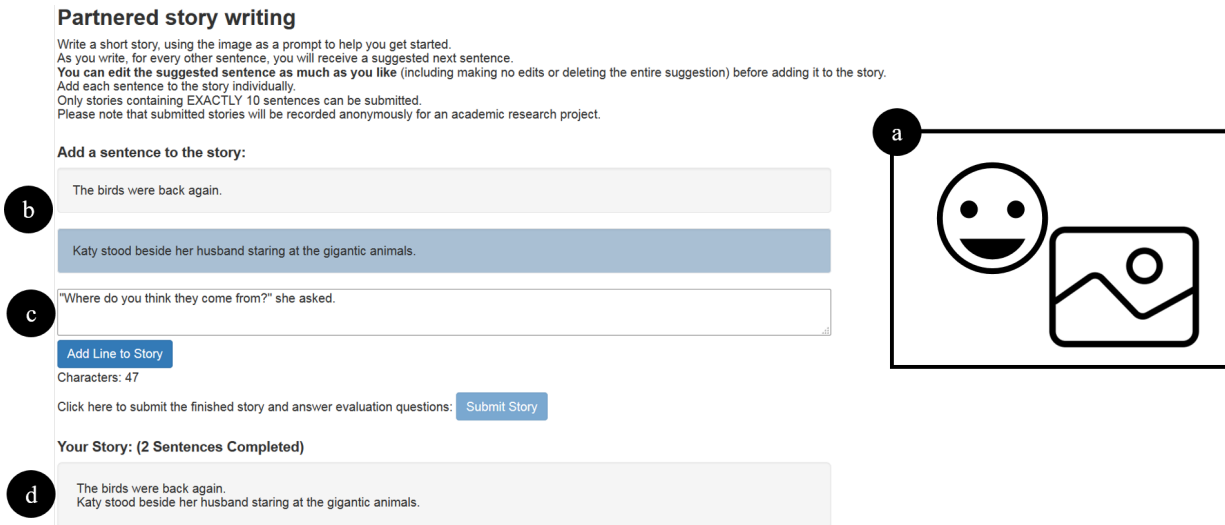 Partnered story writing
Write a short story, using the image as a prompt to help you get started.
As you write, for every other sentence, you will receive a suggested next sentence.
You can edit the suggested sentence as much as you like (including making no edits or deleting the entire suggestion) before adding it to the story.
Add each sentence to the story individually.
Only stories containing EXACTLY 10 sentences can be submitted.
Please note that submitted stories will be recorded anonymously for an academic research project.
a
Add a sentence to the story:
b
The birds were back again.
Katy stood beside her husband staring at the gigantic animals.
c
"Where do you think they come from?" she asked.
Add Line to Story
Characters: 47
Click here to submit the finished story and answer evaluation questions: Submit Story
Your Story: (2 Sentences Completed)
d
The birds were back again.
Katy stood beside her husband staring at the gigantic animals.